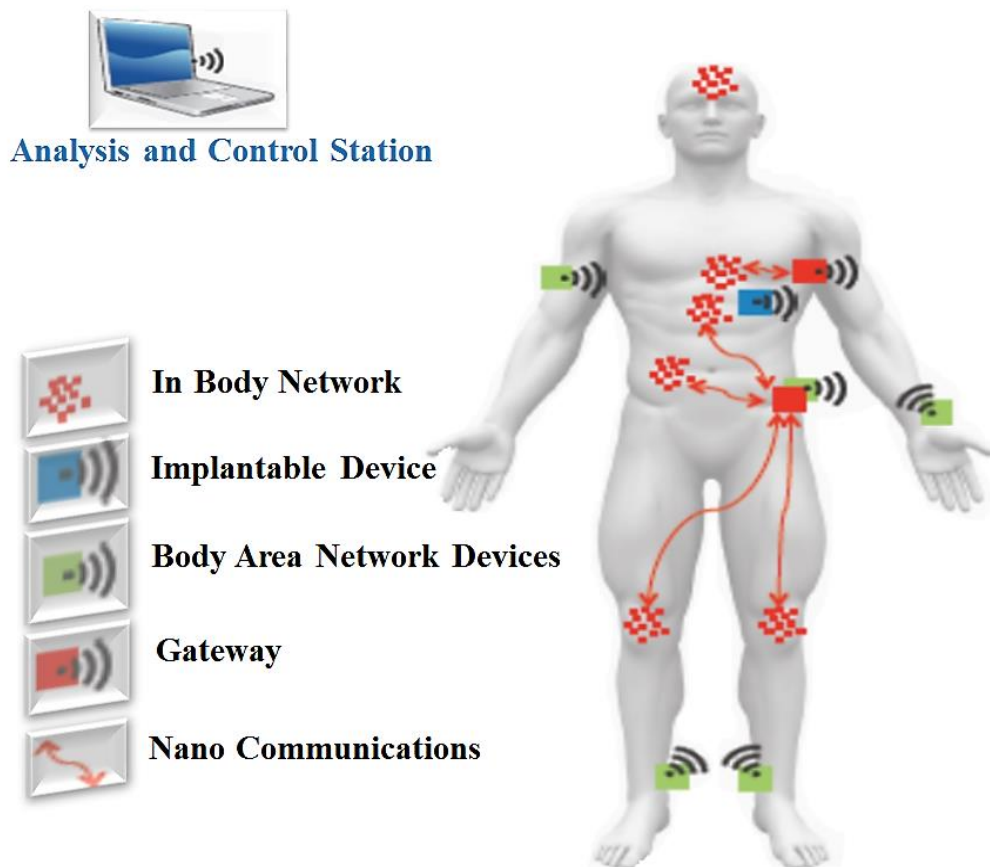 Analysis and Control Station
In Body Network
Implantable Device
Body Area Network Devices
Gateway
Nano Communications